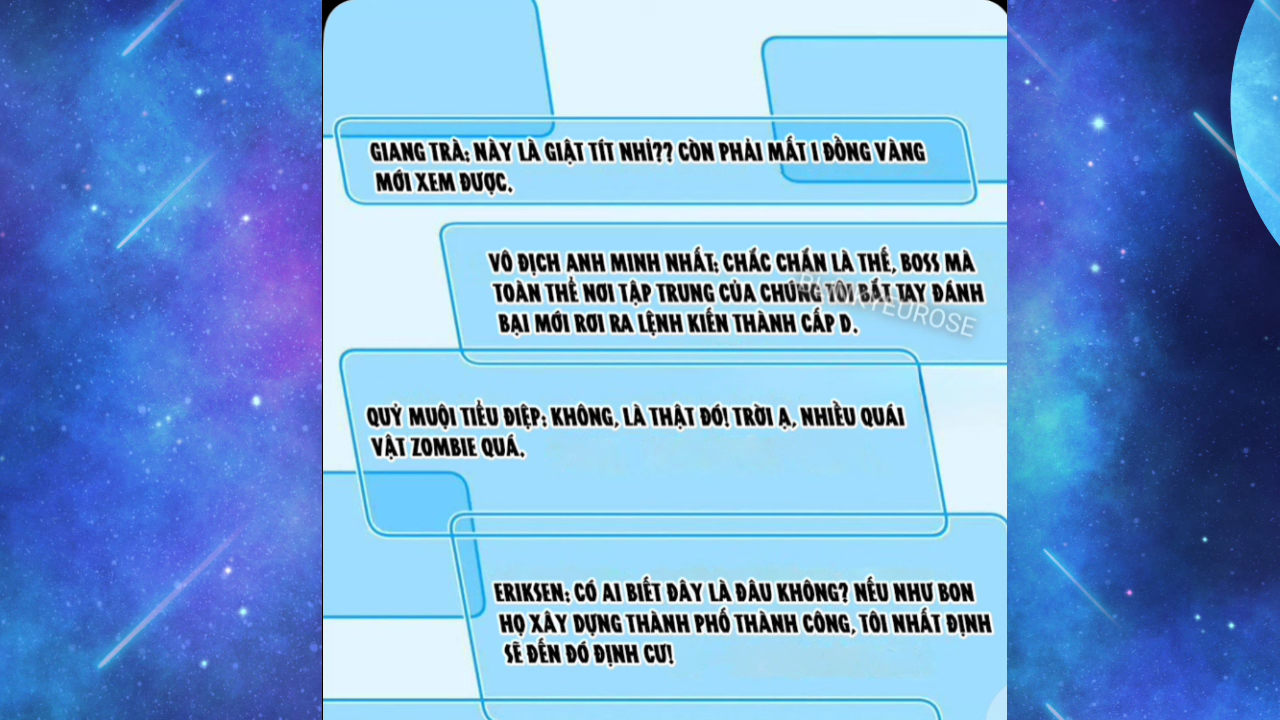 GIANG TRÀ: NÀY LÀ GIẬT TÍT NHỈ?? CÒN PHẢI MẤT 1 ĐỒNG VÀNG
MỚI XEM ĐƯỢC.
VÔ ĐỊCH ANH MINH NHẤT: CHẮC CHẮN LÀ THẾ, BOSS MÀ
TOÀN THỂ NƠI TẬP TRUNG CỦA CHÚNG TÔI BẮT TAY ĐÁNH
BẠI MỚI RƠI RA LỆNH KIẾN THÀNH CẤP D.
QUỶ MUỘI TIỂU ĐIỆP: KHÔNG, LÀ THẬT ĐÓ! TRỜI Ạ, NHIỀU QUÁI
VẬT ZOMBIE QUÁ.
ERIKSEN: CÓ AI BIẾT ĐÂY LÀ ĐÂU KHÔNG? NẾU NHƯ BON
HỌ XÂY DỰNG THÀNH PHỐ THÀNH CÔNG, TÔI NHẤT ĐỊNH
SẼ ĐẾN ĐÓ ĐỊNH CƯ!